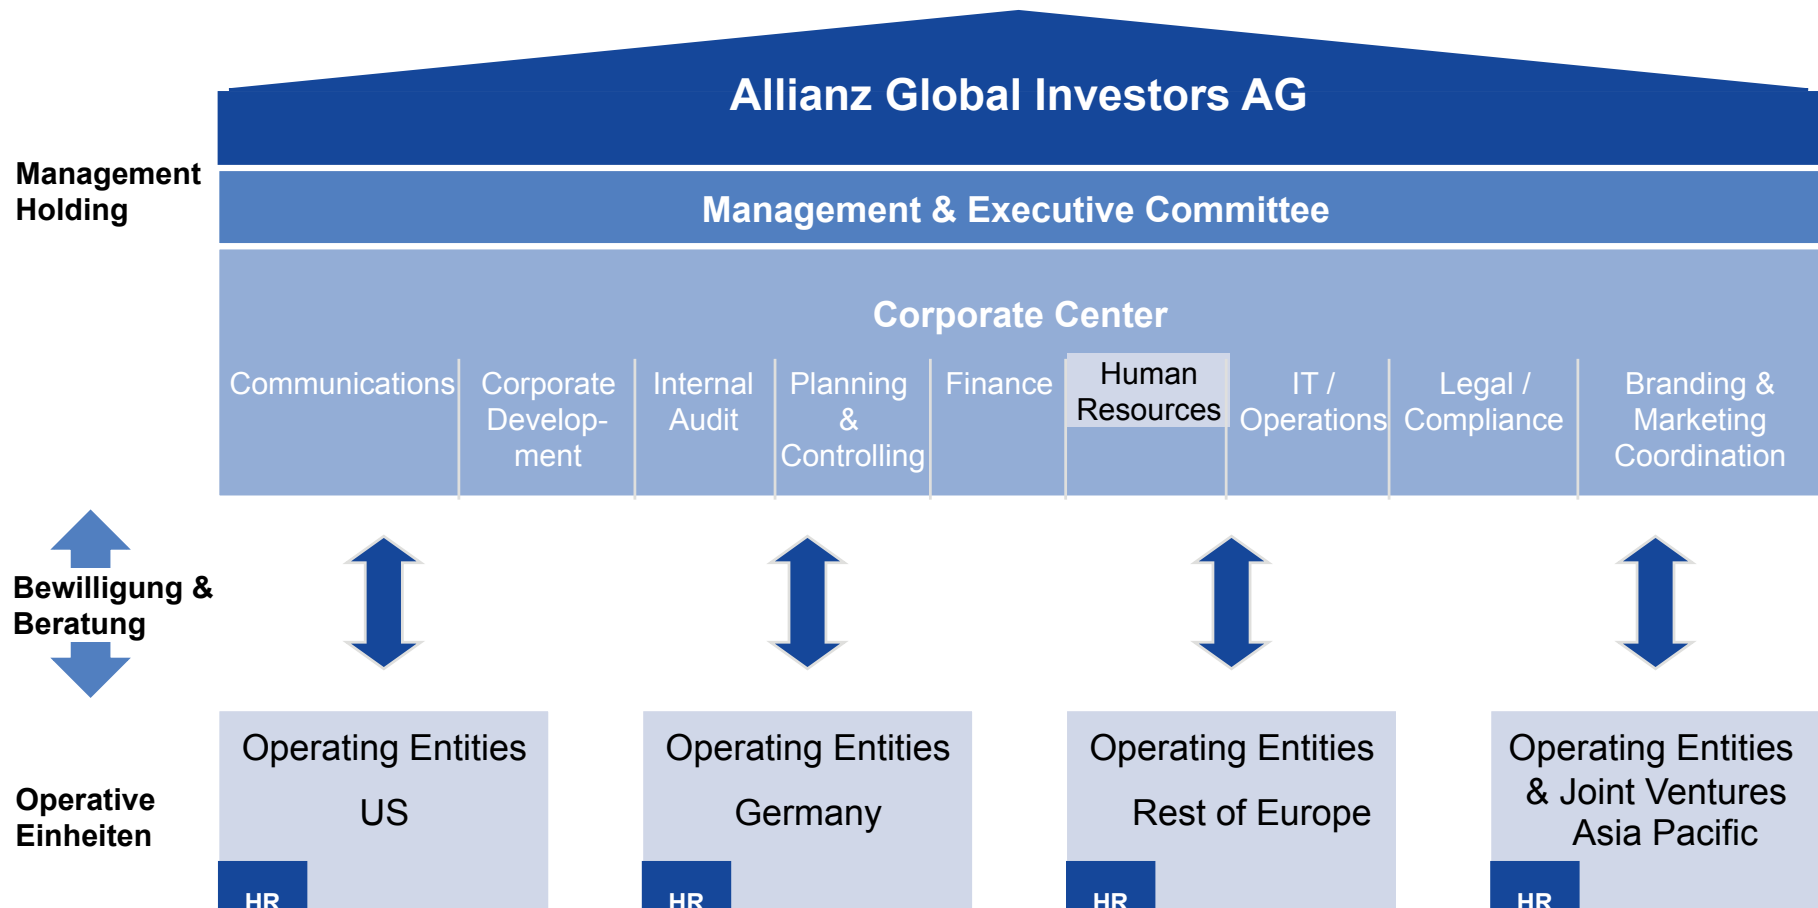 Allianz Global Investors AG
Management
Holding
Management & Executive Committee
Corporate Center
Communications
Corporate
Develop-
ment
Internal
Audit
Planning
&
Controlling
Finance
Human
Resources
IT /
Operations
Legal /
Compliance
Branding &
Marketing
Coordination
Bewilligung &
Beratung
Operative
Einheiten
Operating Entities
US
HR
Operating Entities
Germany
HR
Operating Entities
Rest of Europe
HR
Operating Entities
& Joint Ventures
Asia Pacific
HR